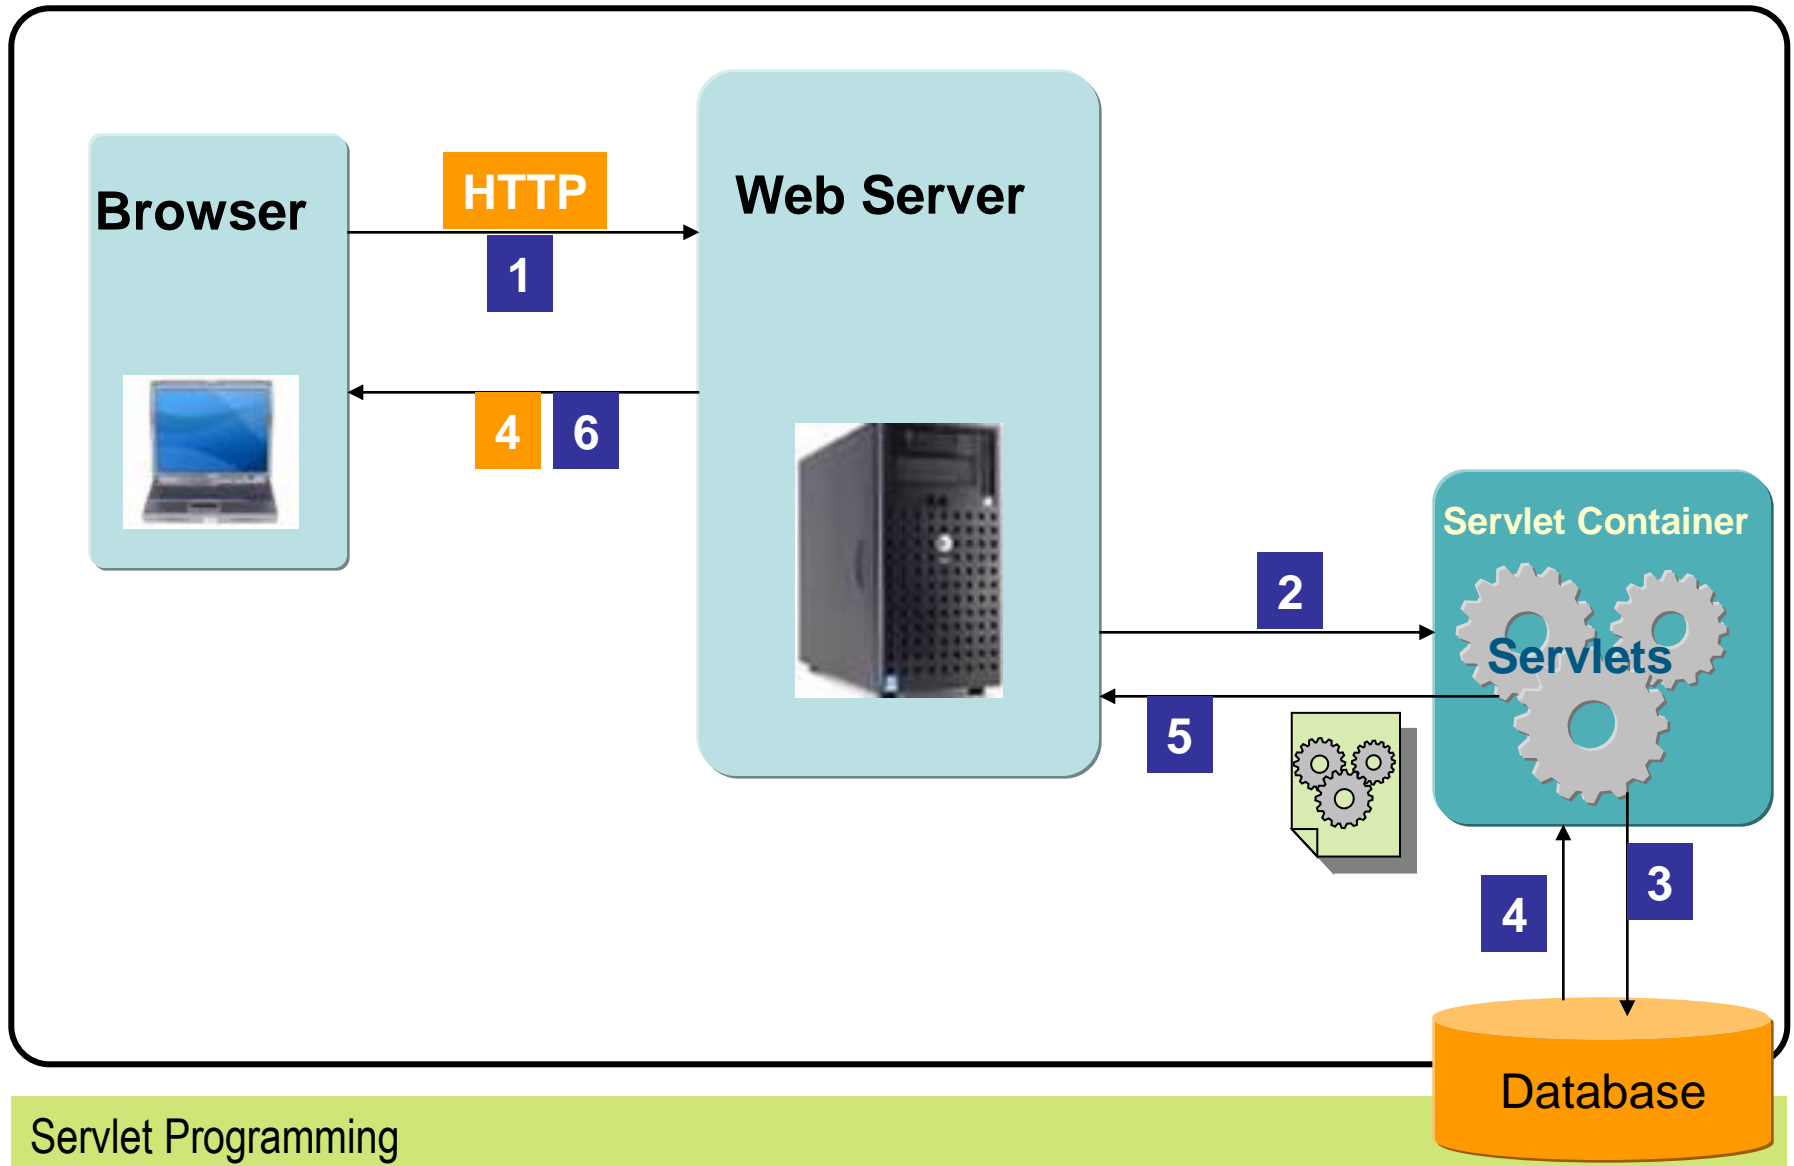 Browser
HTTP
1
4 6
Web Server
2
5
Servlet Container
Servlets
3
4
Database
Servlet Programming